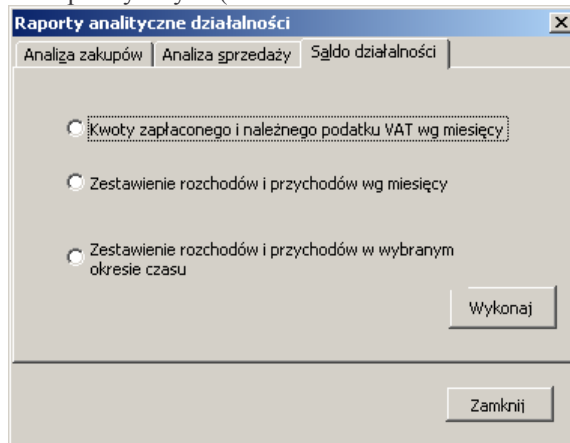 Raporty analityczne działalności
Analiza zakupów
Analiza sprzedaży
Saldo działalności
Kwoty zapłaconego i należnego podatku VAT wg miesięcy
Zestawienie rozchodów i przychodów wg miesięcy
Zestawienie rozchodów i przychodów w wybranym
okresie czasu
Wykonaj
Zamknij